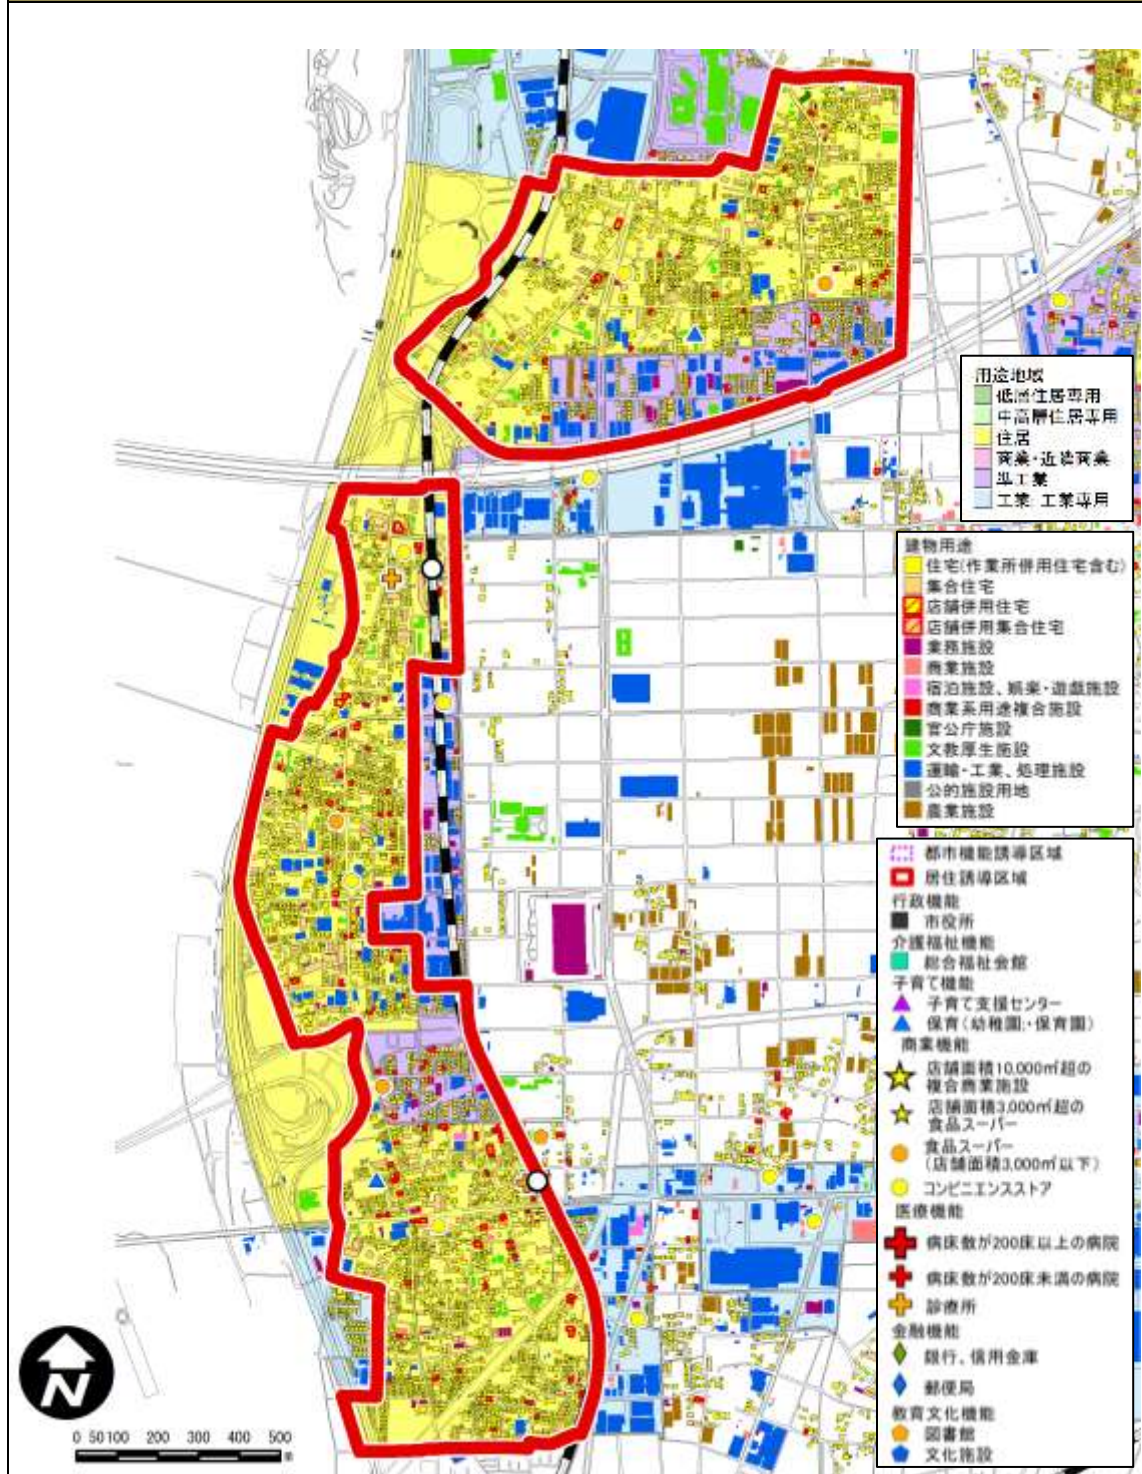 用途地域
低層住居専用
中高層住居専用
住居
商業・近隣商業
準工業
工業・工業専用
建物用途
住宅(作業所併用住宅含む)
集合住宅
店舗併用住宅
店舗併用集合住宅
業務施設
商業施設
宿泊施設、娯楽・遊戯施設
商業系用途複合施設
官公庁施設
文教厚生施設
運輸・工業、処理施設
公的施設用地
農業施設
都市機能誘導区域
居住誘導区域
行政機能
市役所
介護福祉機能
総合福祉会館
子育て機能
子育て支援センター
保育(幼稚園・保育園)
商業機能
店舗面積10,000㎡超の
複合商業施設
店舗面積3,000㎡超の
食品スーパー
食品スーパー
(店舗面積3,000㎡以下)
コンビニエンスストア
医療機能
病床数が200床以上の病院
病床数が200床未満の病院
診療所
金融機能
銀行、信用金庫
郵便局
教育文化機能
図書館
文化施設
N
0 50 100 200 300 400 500